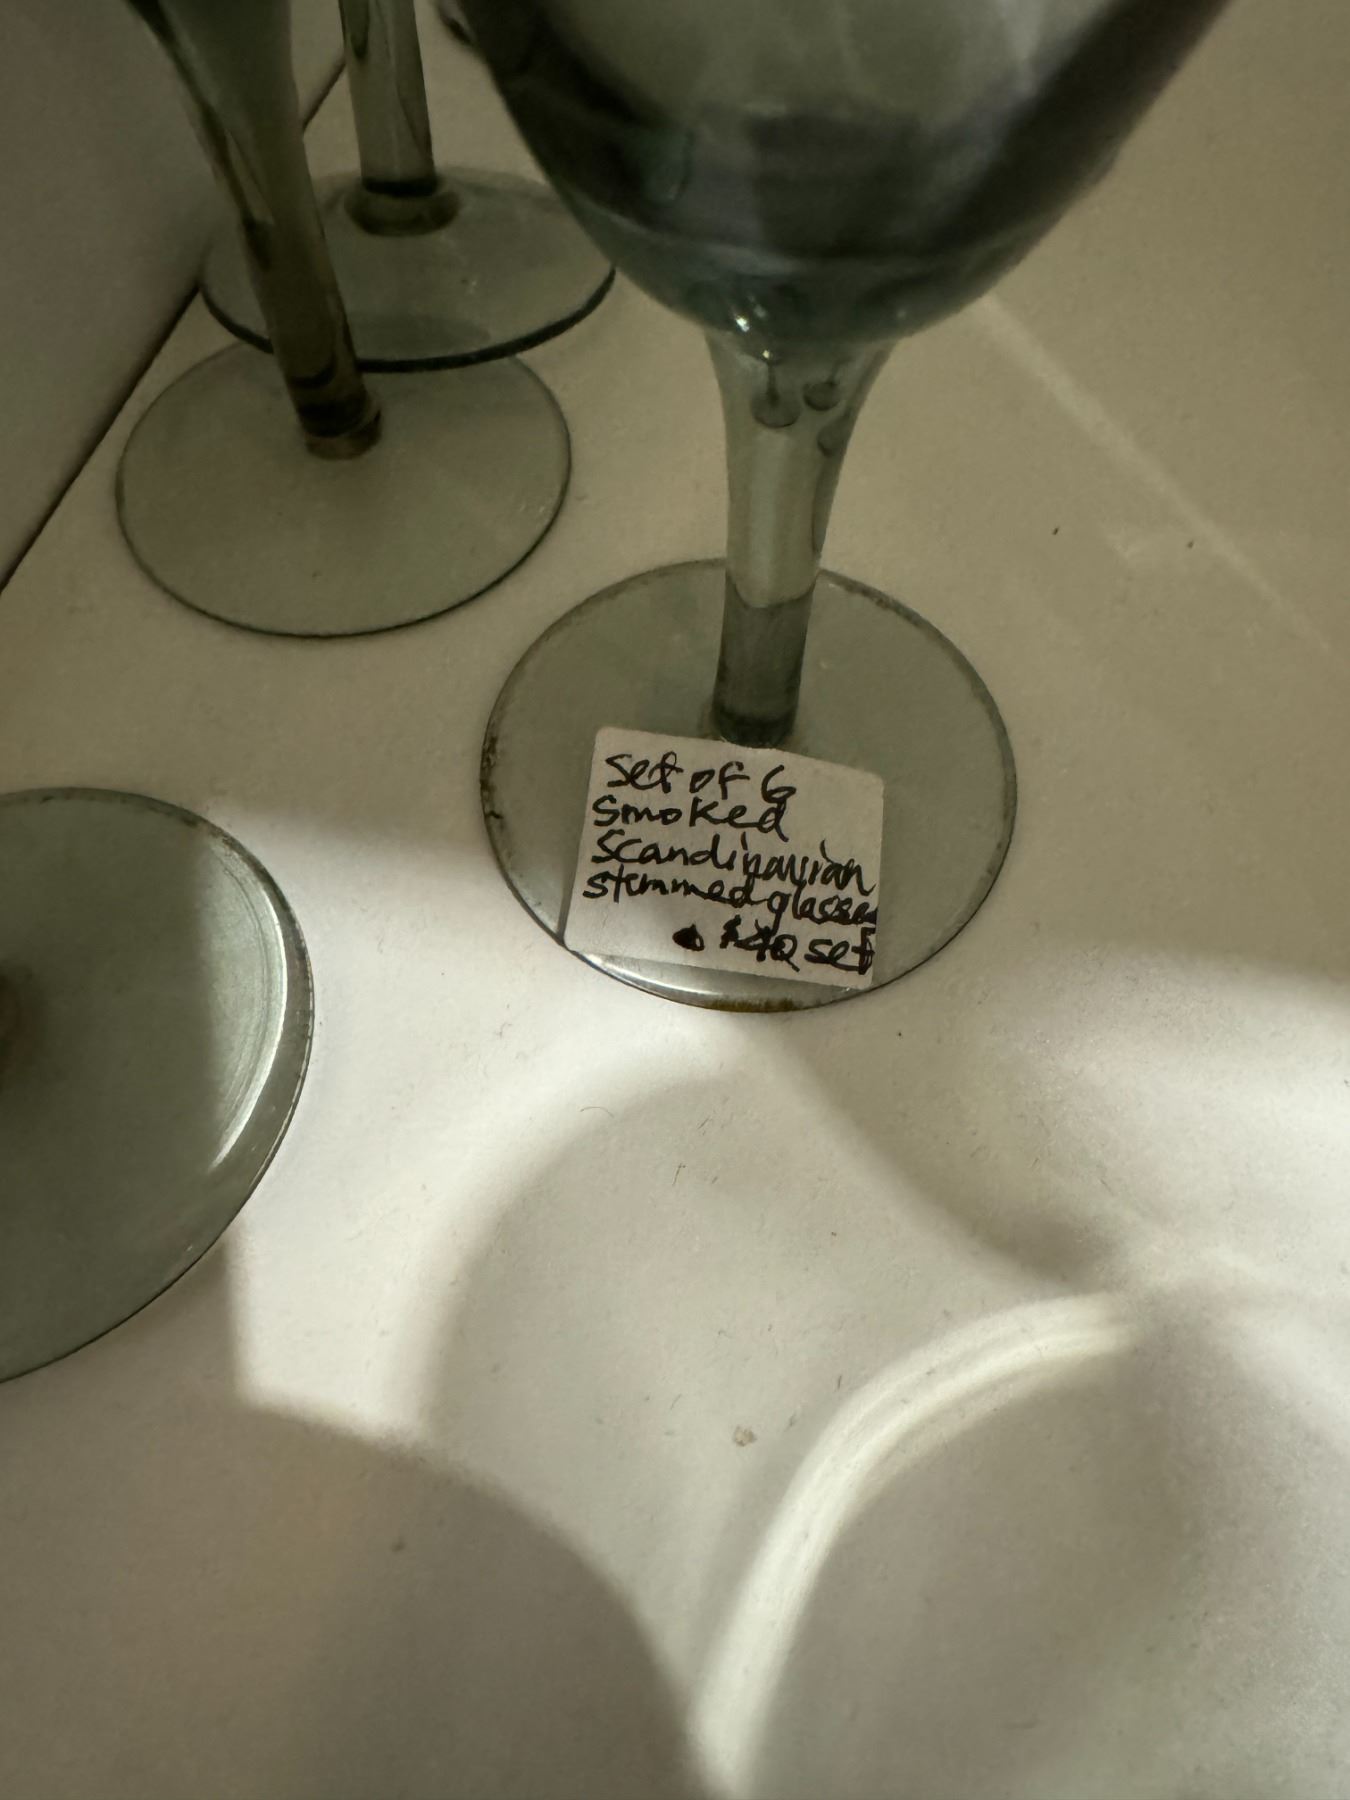 Set of 6
Smoked
Scandinavian
stemmed glasses
$40 set